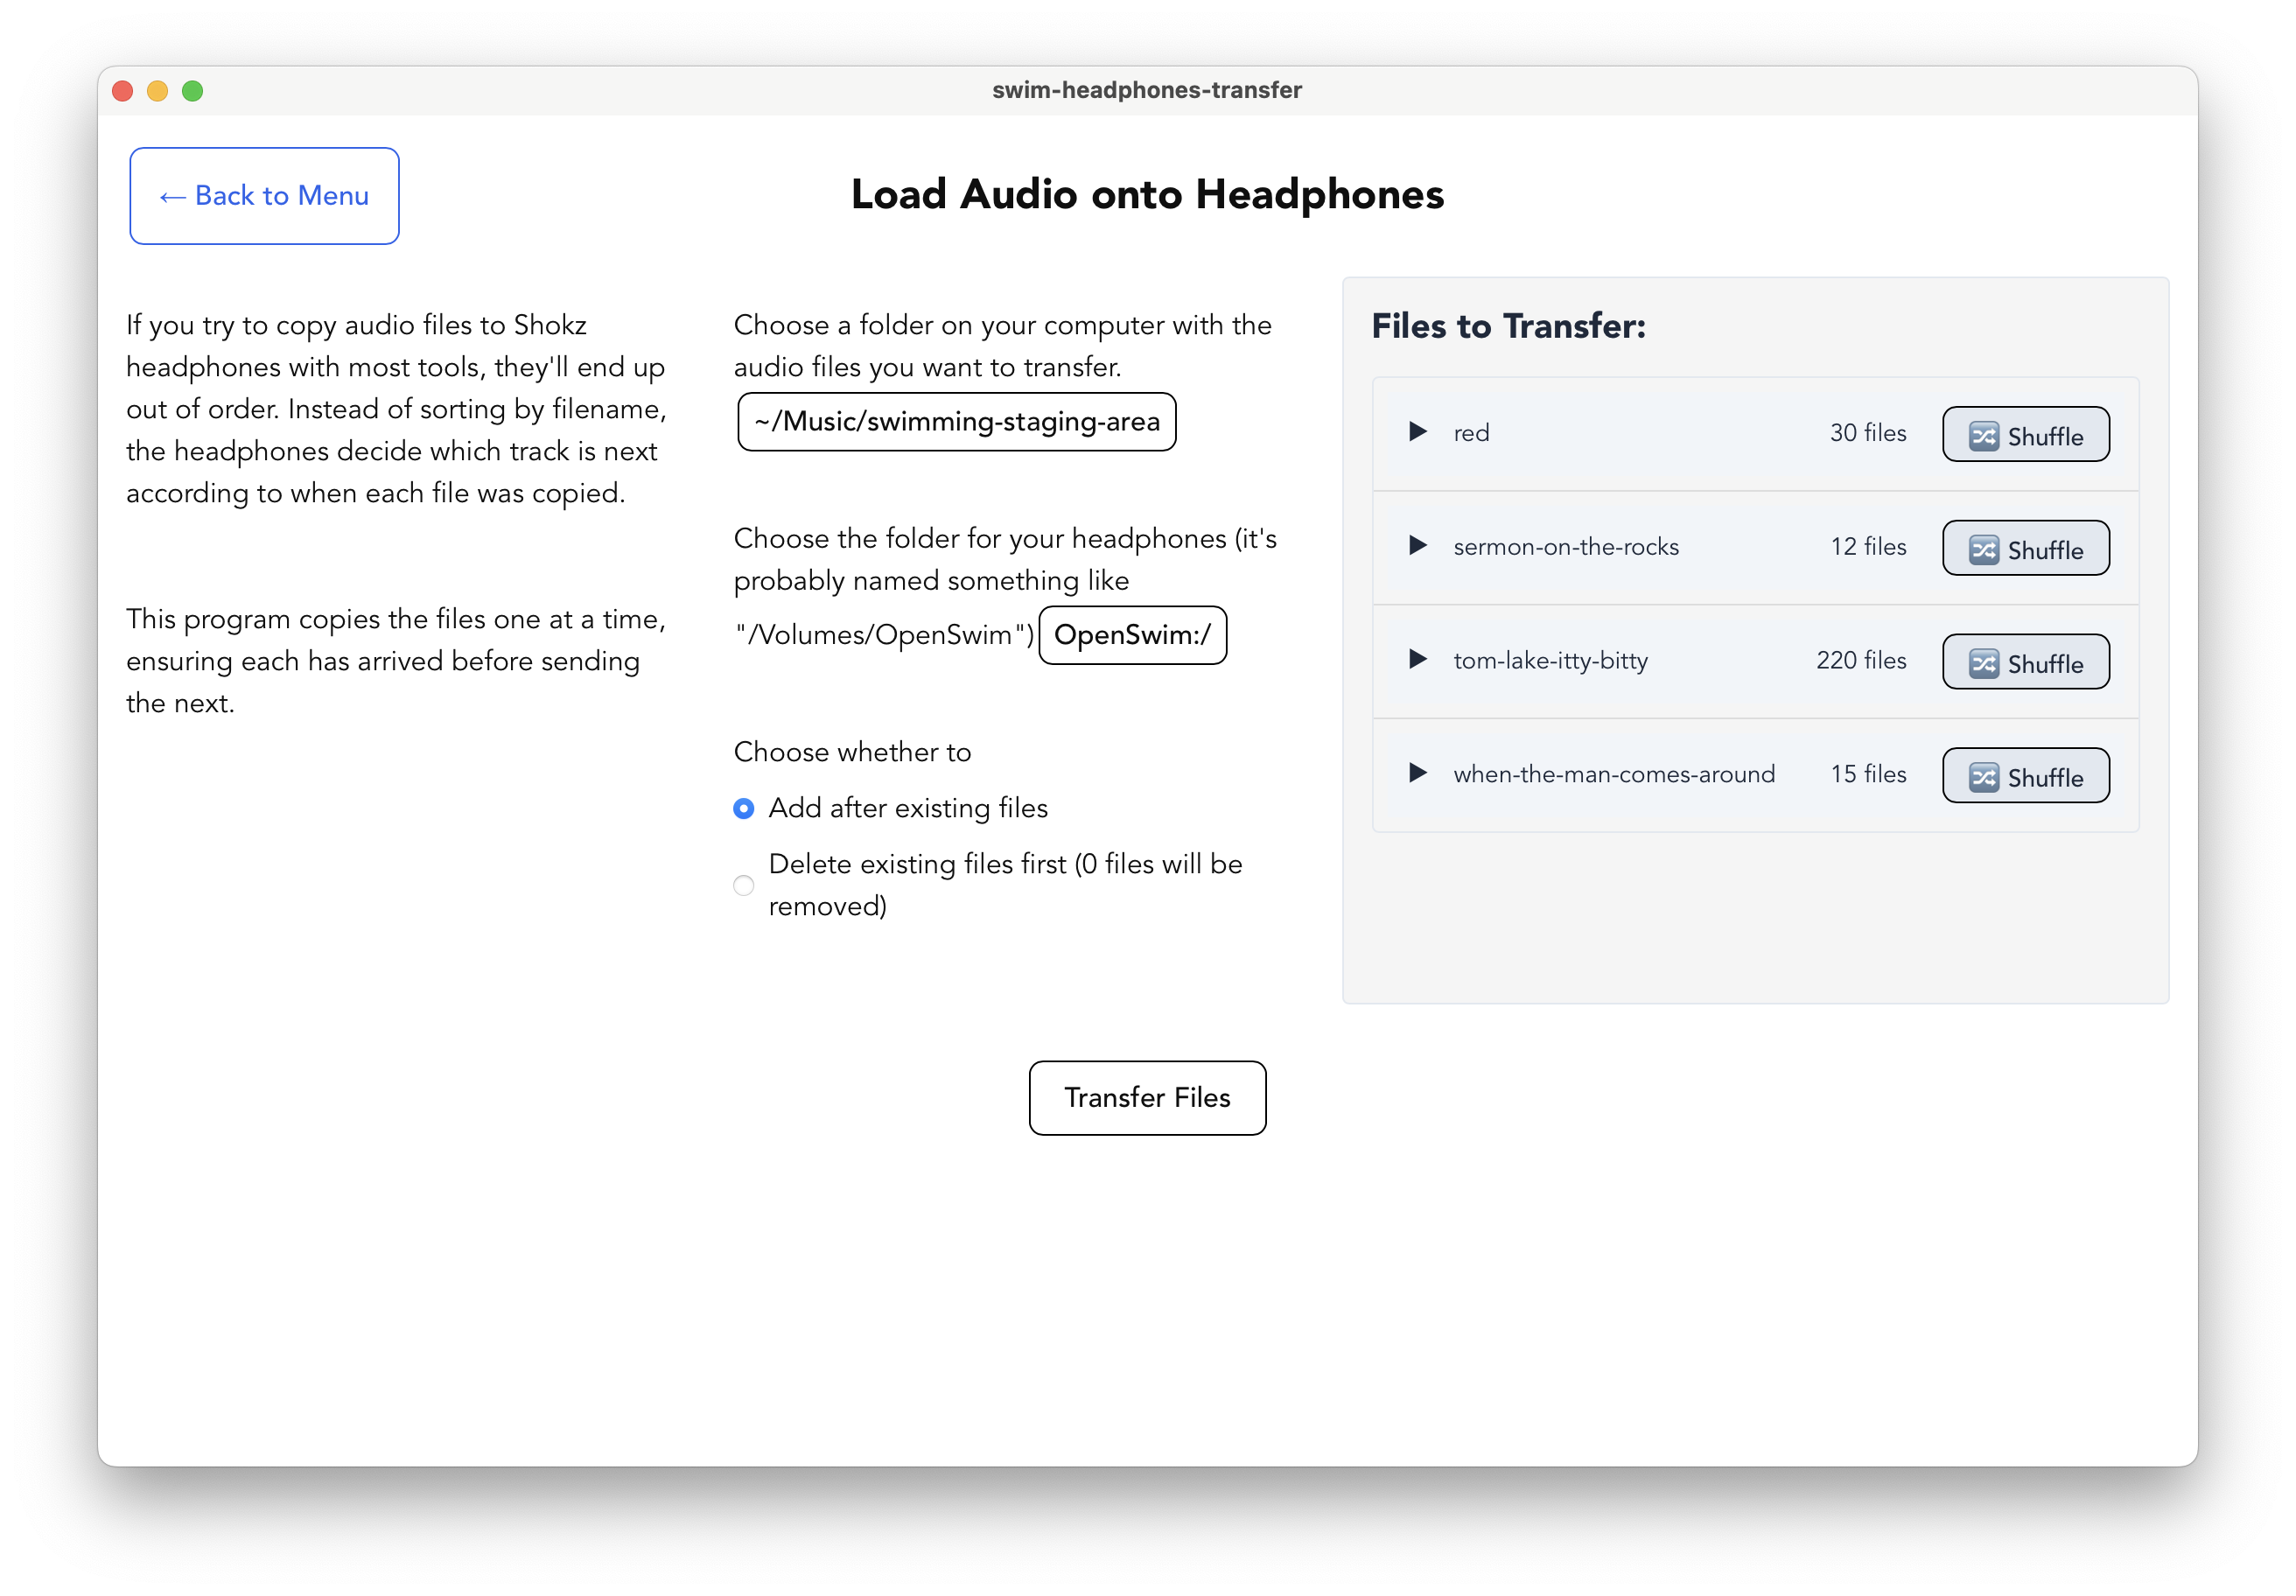 swim-headphones-transfer
← Back to Menu
Load Audio onto Headphones
If you try to copy audio files to Shokz
headphones with most tools, they'll end up
out of order. Instead of sorting by filename,
the headphones decide which track is next
according to when each file was copied.
This program copies the files one at a time,
ensuring each has arrived before sending
the next.
Choose a folder on your computer with the
audio files you want to transfer.
~/Music/swimming-staging-area
Choose the folder for your headphones (it's
probably named something like
"/Volumes/OpenSwim") OpenSwim:/
Choose whether to
Add after existing files
Delete existing files first (0 files will be
removed)
Files to Transfer:
red 30 files Shuffle
sermon-on-the-rocks 12 files Shuffle
tom-lake-itty-bitty 220 files Shuffle
when-the-man-comes-around 15 files Shuffle
Transfer Files